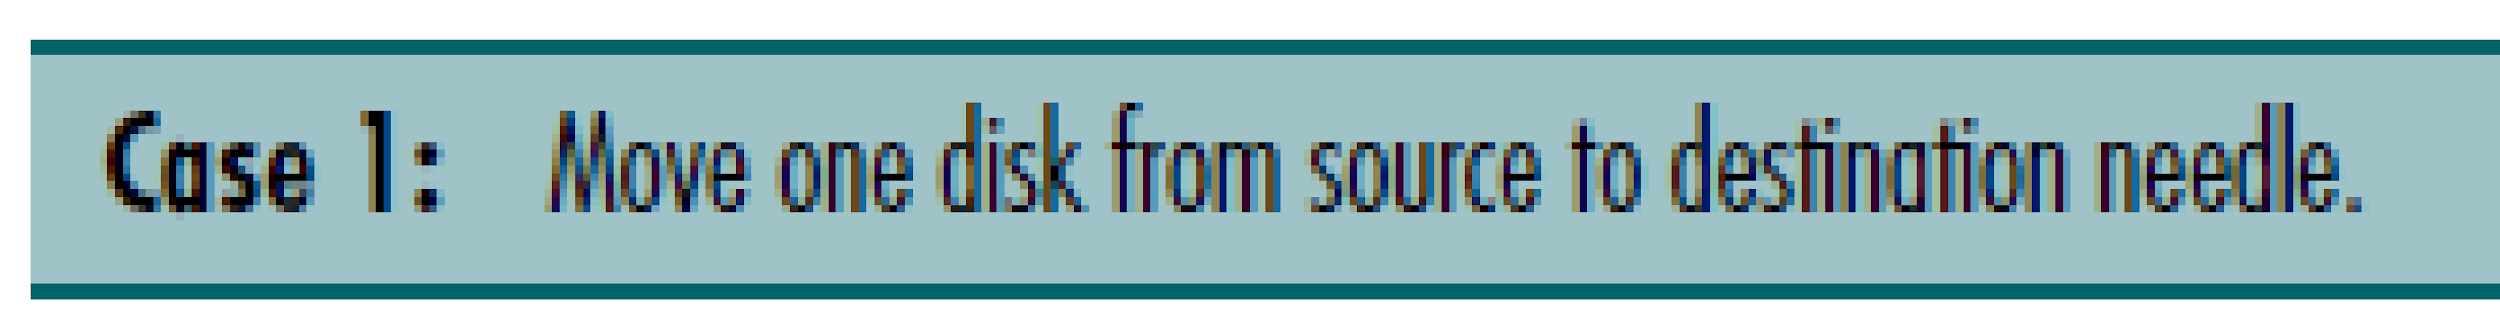 Case 1: Move one disk from source to destination needle.